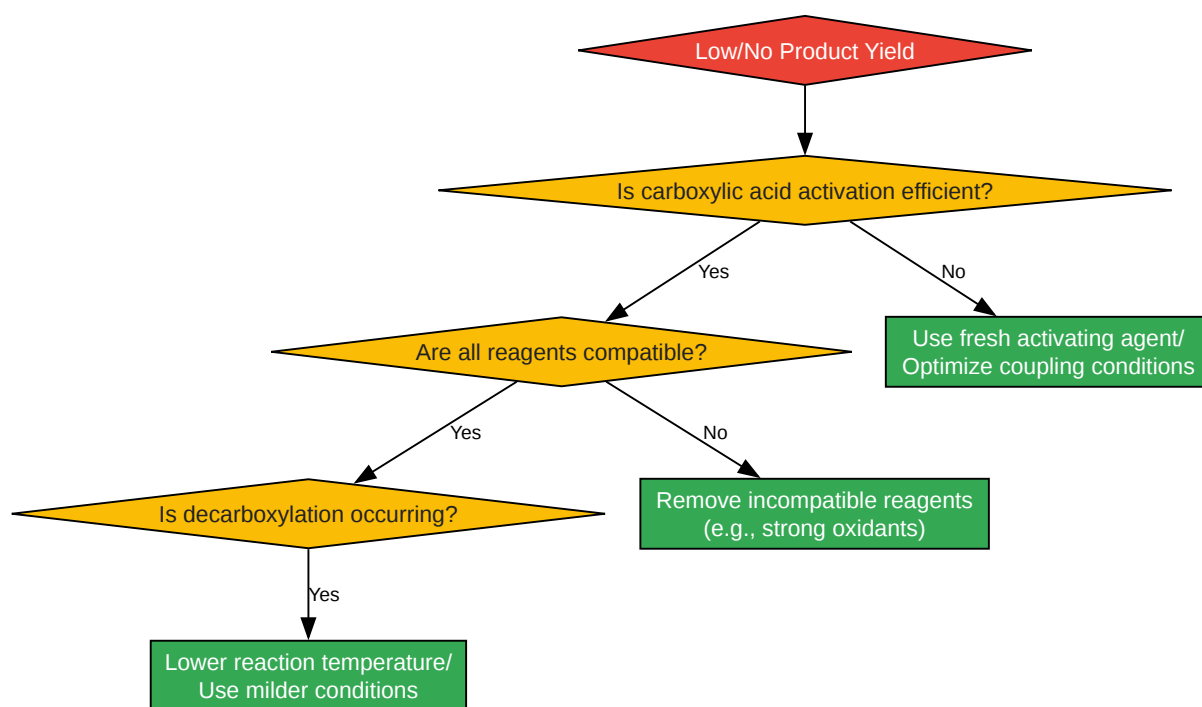 Low/No Product Yield
Is carboxylic acid activation efficient?
Yes
No
Are all reagents compatible?
Use fresh activating agent/
Optimize coupling conditions
Yes
No
Is decarboxylation occurring?
Remove incompatible reagents
(e.g., strong oxidants)
Yes
Lower reaction temperature/
Use milder conditions